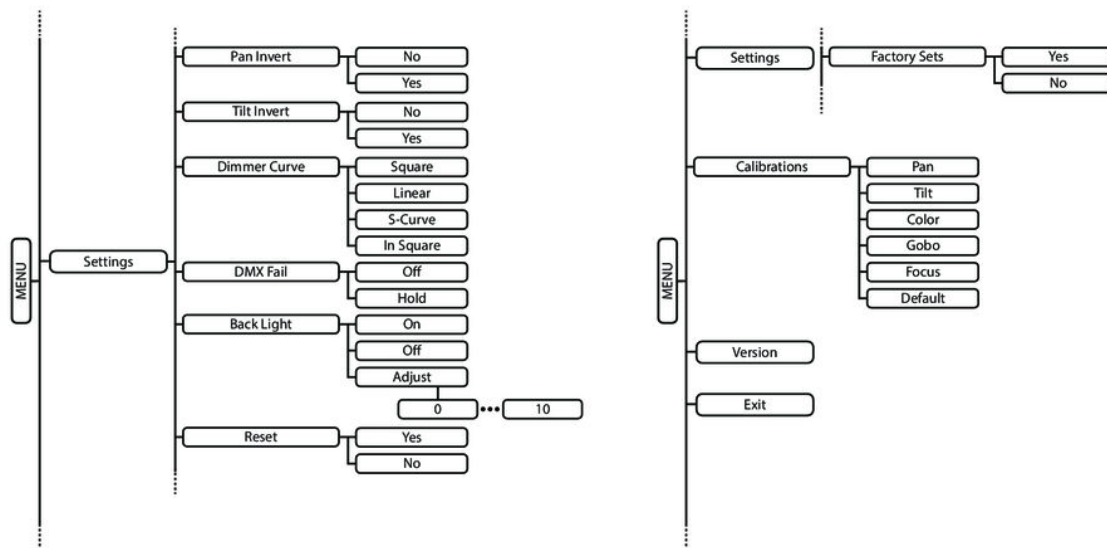 Pan Invert
No
Yes
Tilt Invert
No
Yes
Dimmer Curve
Square
Linear
S-Curve
In Square
MENU
Settings
DMX Fail
Off
Hold
Back Light
On
Off
Adjust
0 ••• 10
Reset
Yes
No
Settings
Factory Sets
Yes
No
Calibrations
Pan
Tilt
Color
Gobo
Focus
Default
MENU
Version
Exit